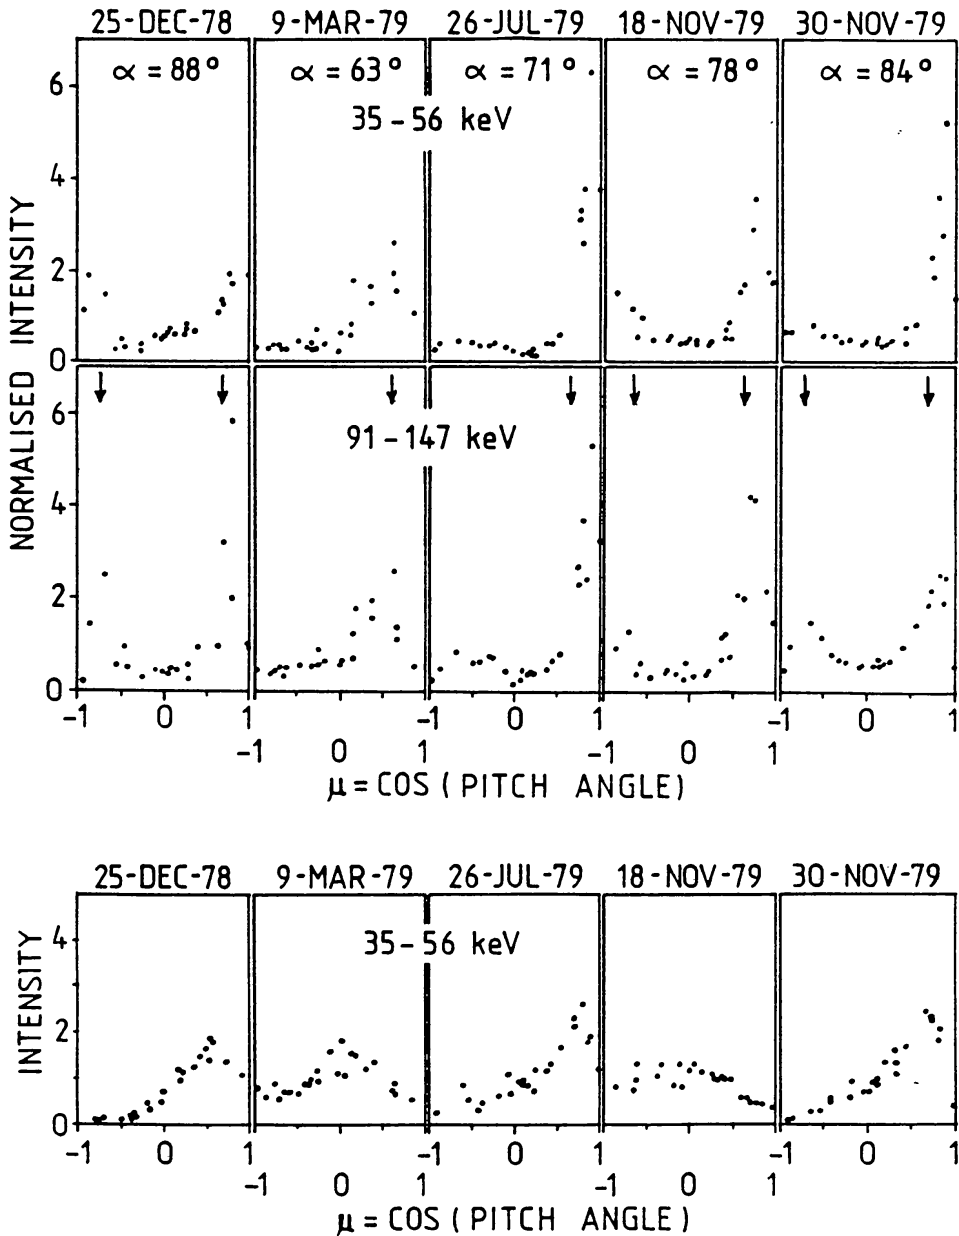 25-DEC-78 9-MAR-79 26-JUL-79 18-NOV-79 30-NOV-79
α = 88° α = 63° α = 71° α = 78° α = 84°
35-56 keV
6
4
2
0
NORMALISED INTENSITY
91-147 keV
6
4
2
0
-1 0 1 -1 0 1 -1 0 1
-1 0 1 -1 0 1
μ = COS ( PITCH ANGLE)
25-DEC-78 9-MAR-79 26-JUL-79 18-NOV-79 30-NOV-79
35-56 keV
4
2
0
INTENSITY
-1 0 1 -1 0 1 -1 0 1
-1 0 1 -1 0 1
μ = COS ( PITCH ANGLE)